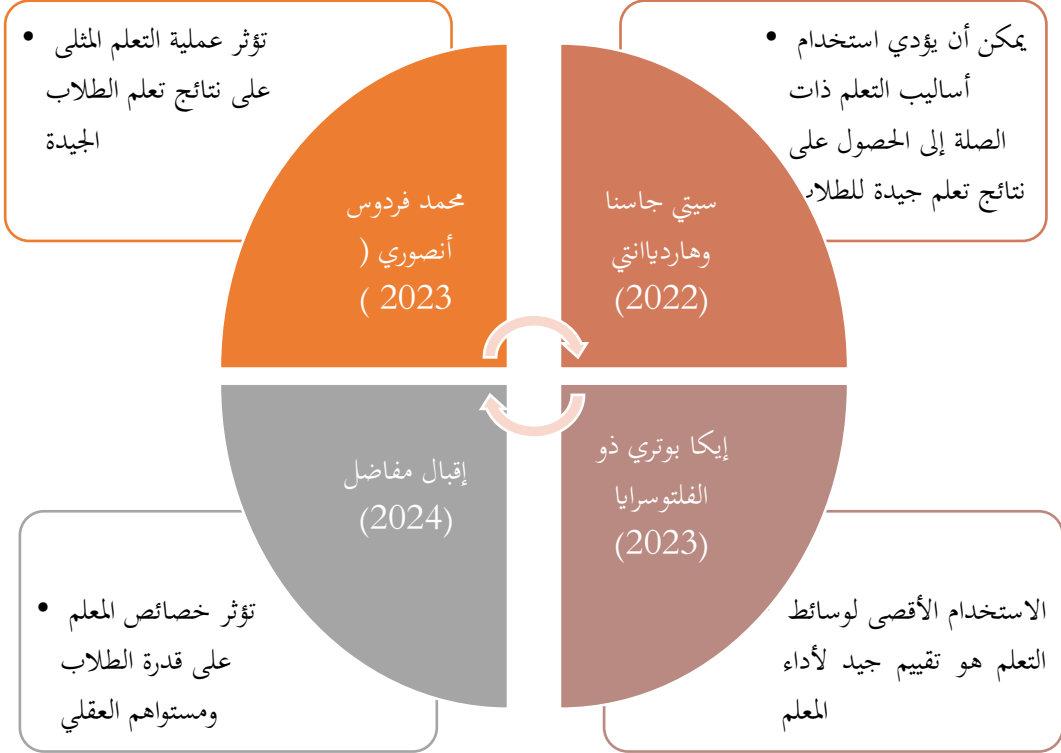 يمكن أن يؤدي استخدام •
أساليب التعلم ذات
الصلة إلى الحصول على
نتائج تعلم جيدة للطلاب
تؤثر عملية التعلم المثلى •
على نتائج تعلم الطلاب
الجيدة
سيتي جاسنا
وهاردياانتي
(2022)
محمد فردوس
أنصوري (
2023 )
إيكا بوتري ذو
الفلتوسرايا
(2023)
إقبال مفاضل
(2024)
الاستخدام الأقصى لوسائط
التعلم هو تقييم جيد لأداء
المعلم
تؤثر خصائص المعلم •
على قدرة الطلاب
ومستواهم العقلي